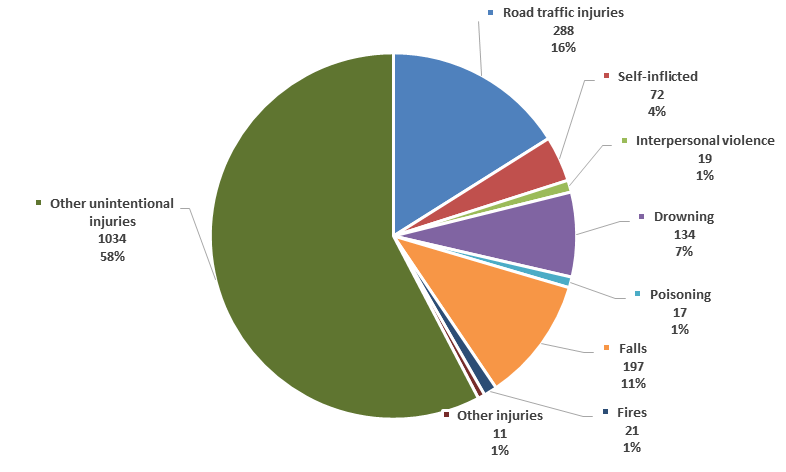 Road traffic injuries
288
16%
Self-inflicted
72
4%
Interpersonal violence
19
1%
Drowning
134
7%
Poisoning
17
1%
Falls
197
11%
Fires
21
1%
Other injuries
11
1%
Other unintentional
injuries
1034
58%